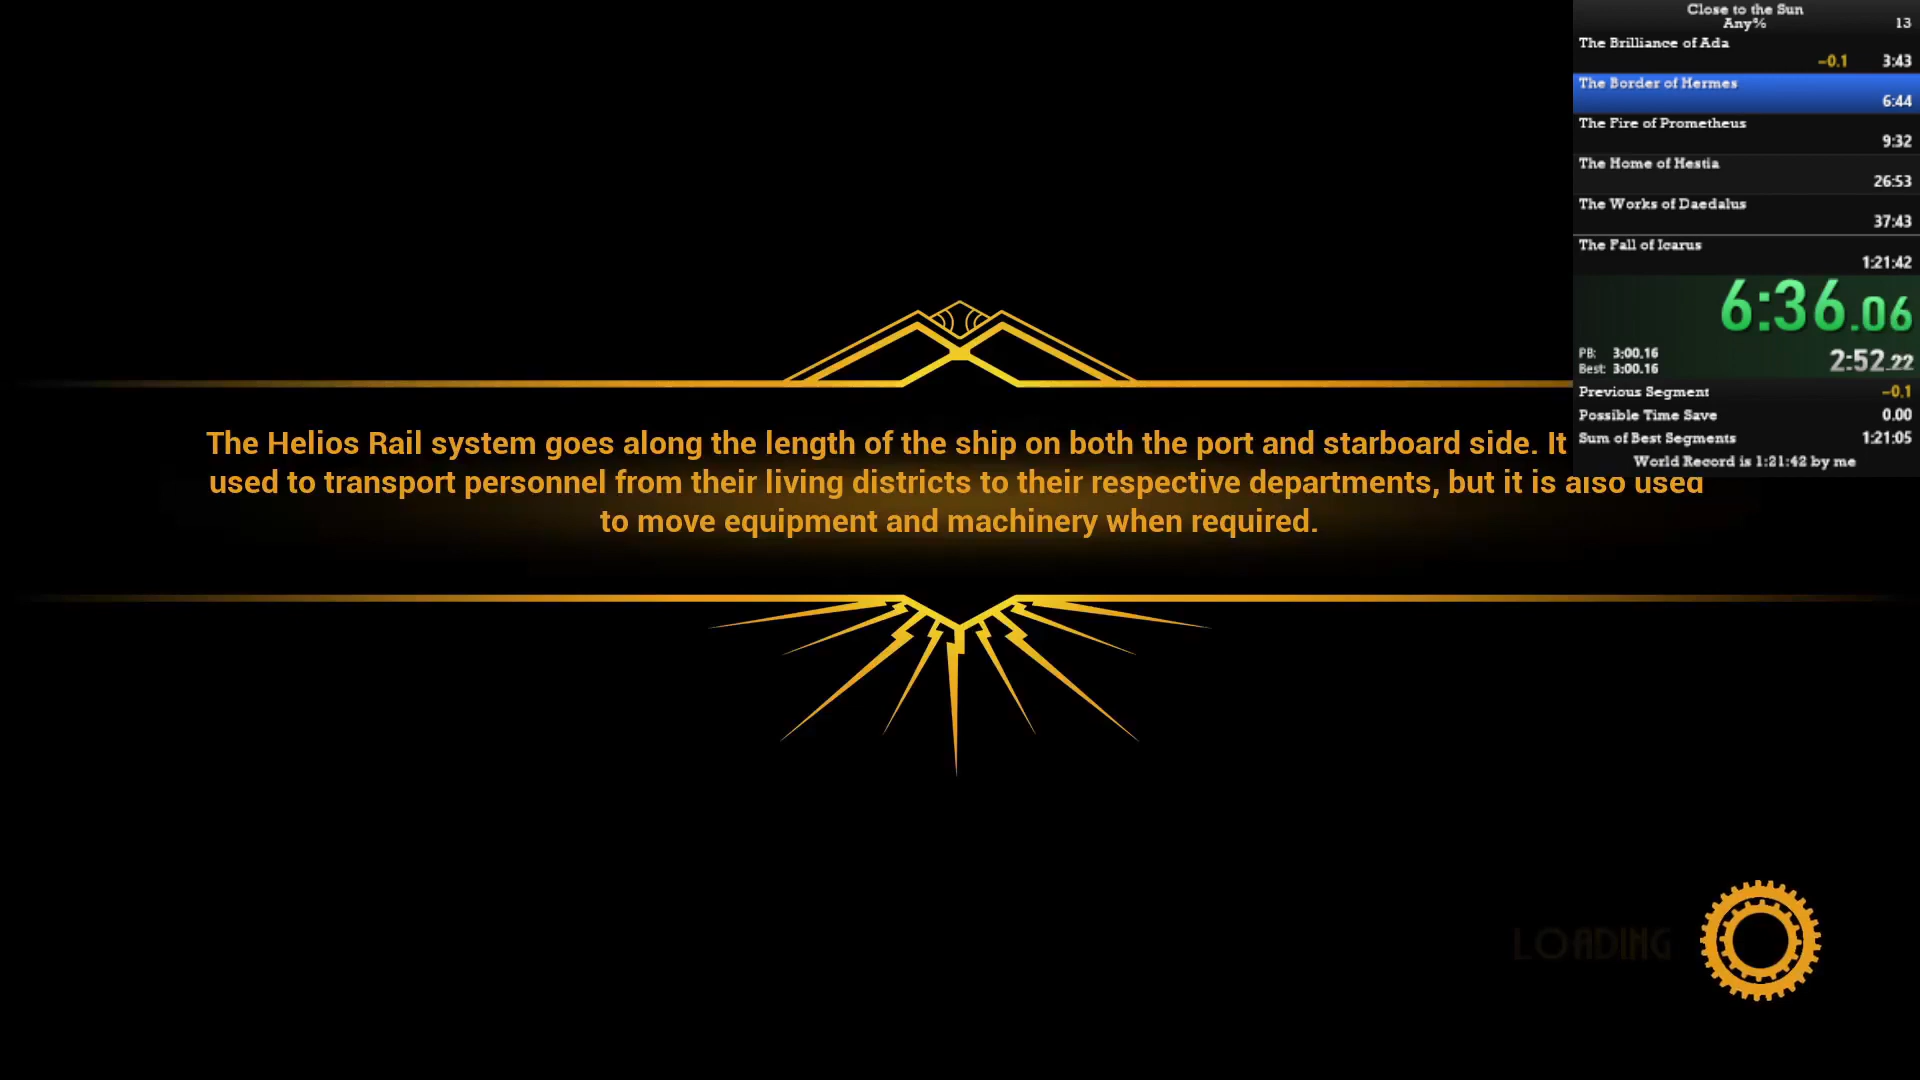 Close to the Sun
Any%
13
The Brilliance of Ada
−0.1 3:43
The Border of Hermes
6:44
The Fire of Prometheus
9:32
The Home of Hestia
26:53
The Works of Daedalus
37:43
The Fall of Icarus
1:21:42
6:36.06
PB: 3:00.16
Best: 3:00.16
2:52.22
Previous Segment −0.1
Possible Time Save 0.00
Sum of Best Segments 1:21:05
World Record is 1:21:42 by me
The Helios Rail system goes along the length of the ship on both the port and starboard side. It
used to transport personnel from their living districts to their respective departments, but it is also used
to move equipment and machinery when required.
LOADING